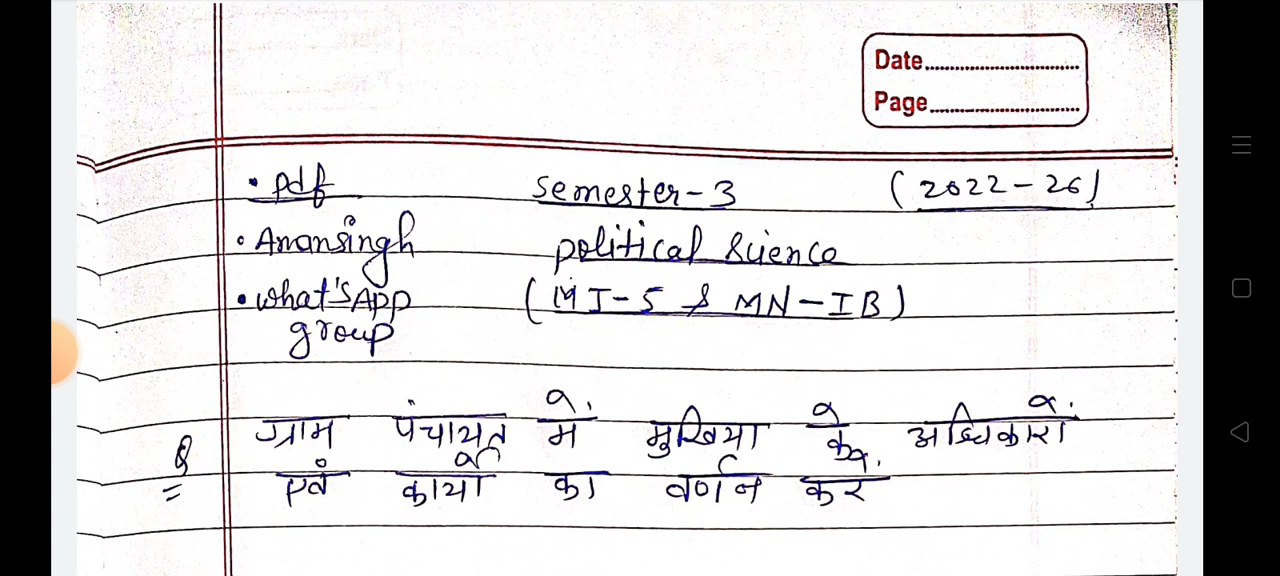 Date
Page
• pdf semester-3 (2022-26)
• Amansingh political science
• what'sApp (MJ-5 & MN-IB)
group
Q ग्राम पंचायत में मुखिया के अधिकारों
एवं कार्यों का वर्णन करें